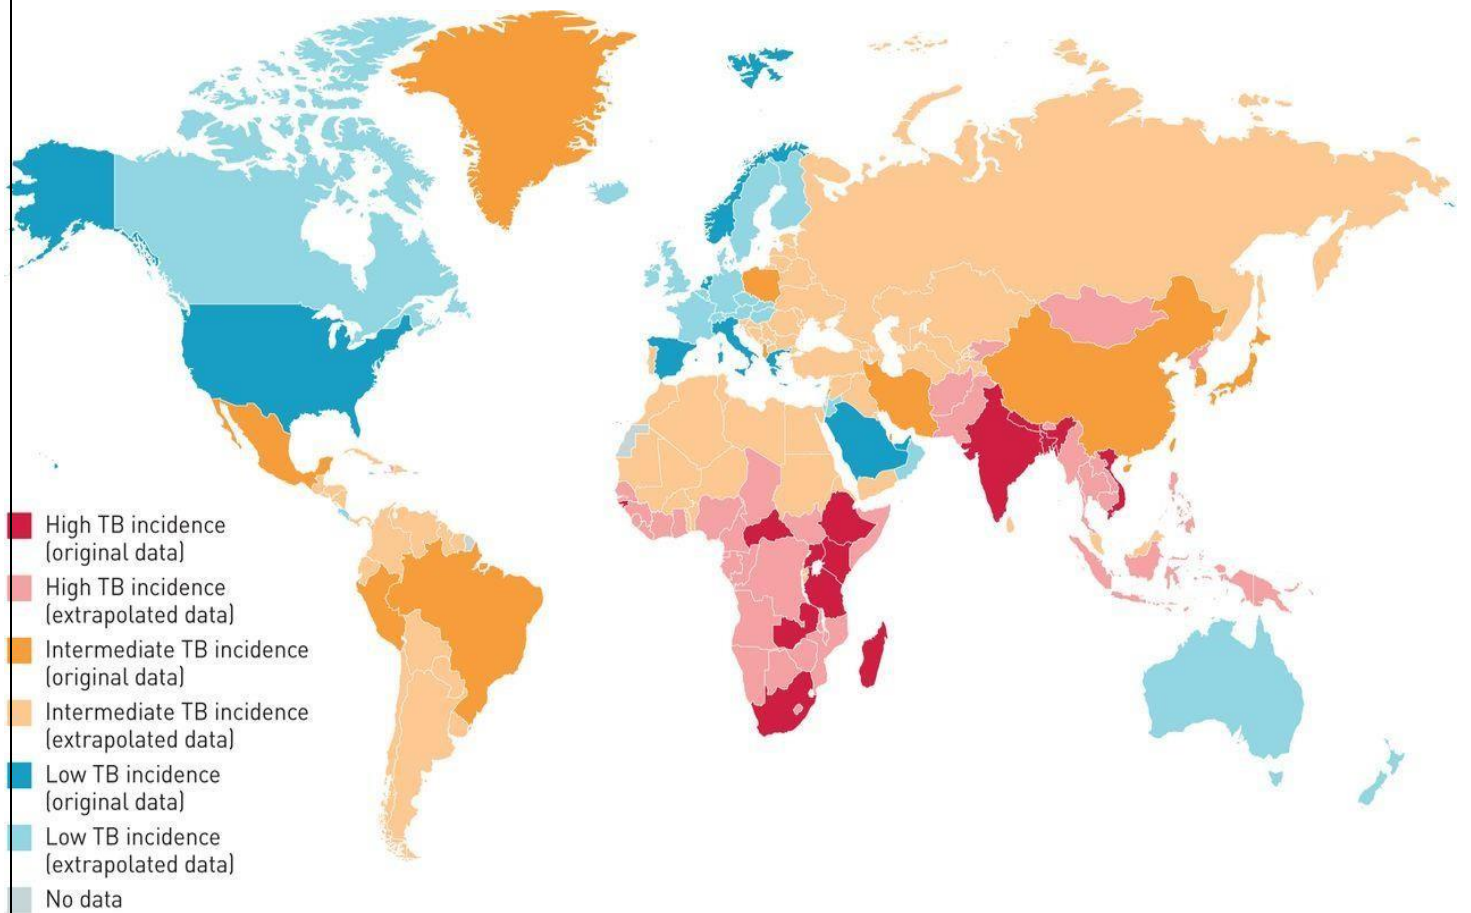 High TB incidence
(original data)
High TB incidence
(extrapolated data)
Intermediate TB incidence
(original data)
Intermediate TB incidence
(extrapolated data)
Low TB incidence
(original data)
Low TB incidence
(extrapolated data)
No data